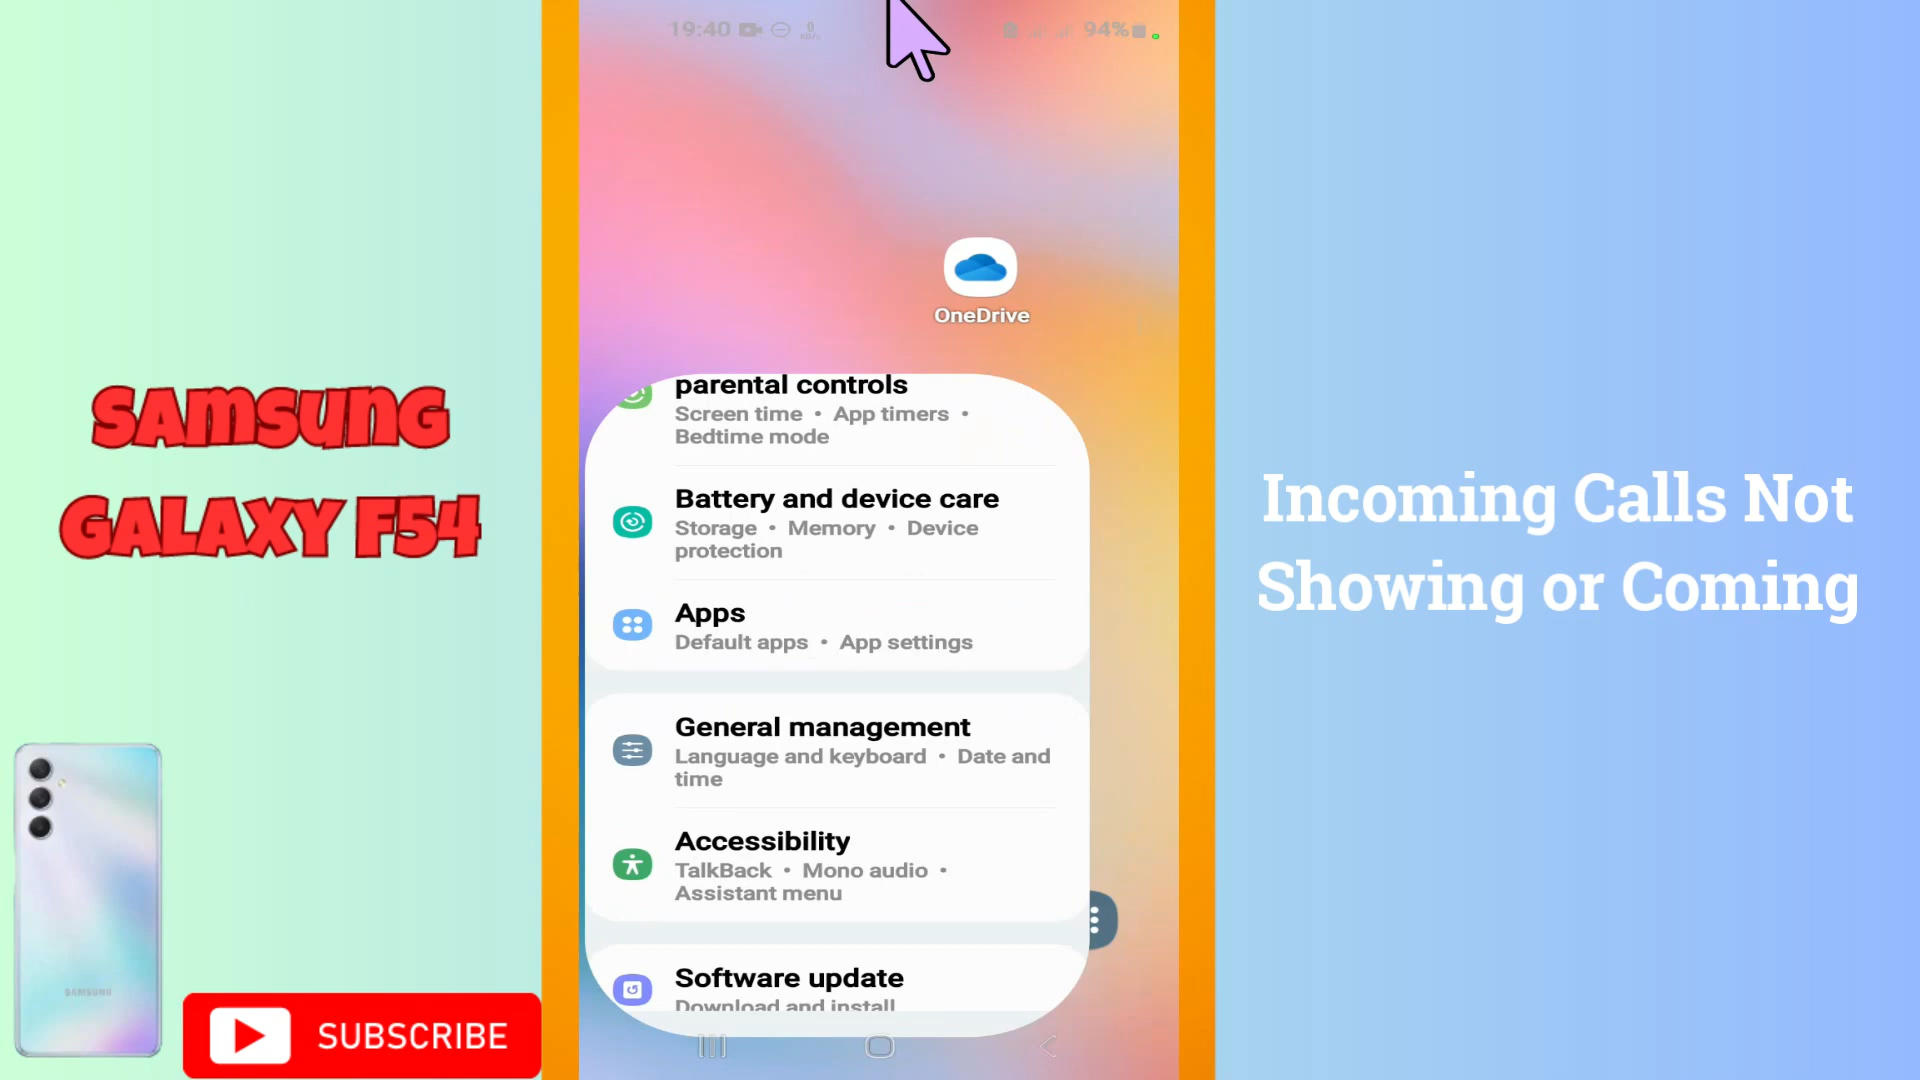 SAMSUNG
GALAXY F54
SAMSUNG
SUBSCRIBE
19:40
94%
OneDrive
parental controls
Screen time • App timers •
Bedtime mode
Battery and device care
Storage • Memory • Device
protection
Apps
Default apps • App settings
General management
Language and keyboard • Date and
time
Accessibility
TalkBack • Mono audio •
Assistant menu
Software update
Download and install
Incoming Calls Not
Showing or Coming